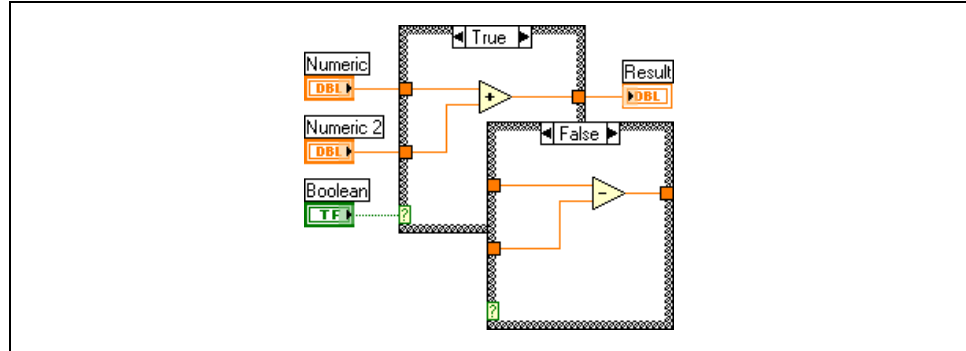 True
Numeric
DBL
Result
DBL
+
Numeric 2
DBL
False
Boolean
TF
?
-
?